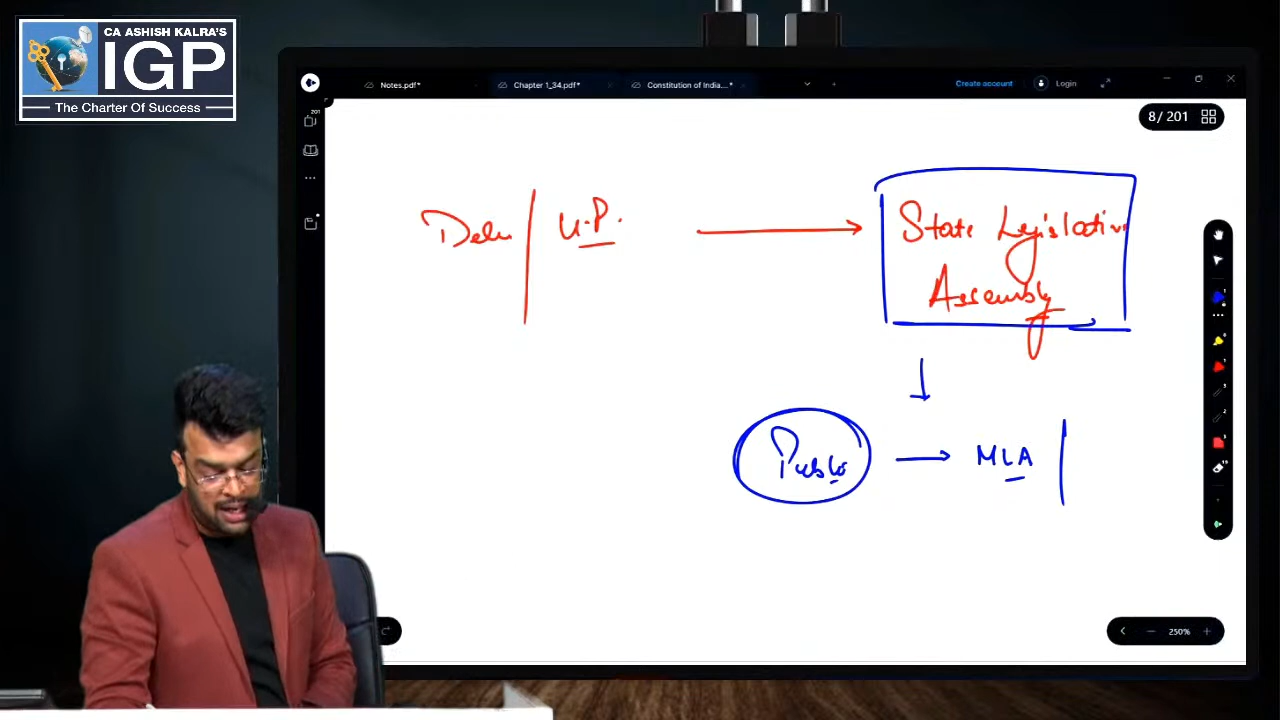 CA ASHISH KALRA'S
IGP
The Charter Of Success
Notes.pdf*
Chapter 1_34.pdf*
Constitution of India....*
Create account
Login
201
8 / 201
U.P.
State Legislative
Assembly
Public
MLA
250%